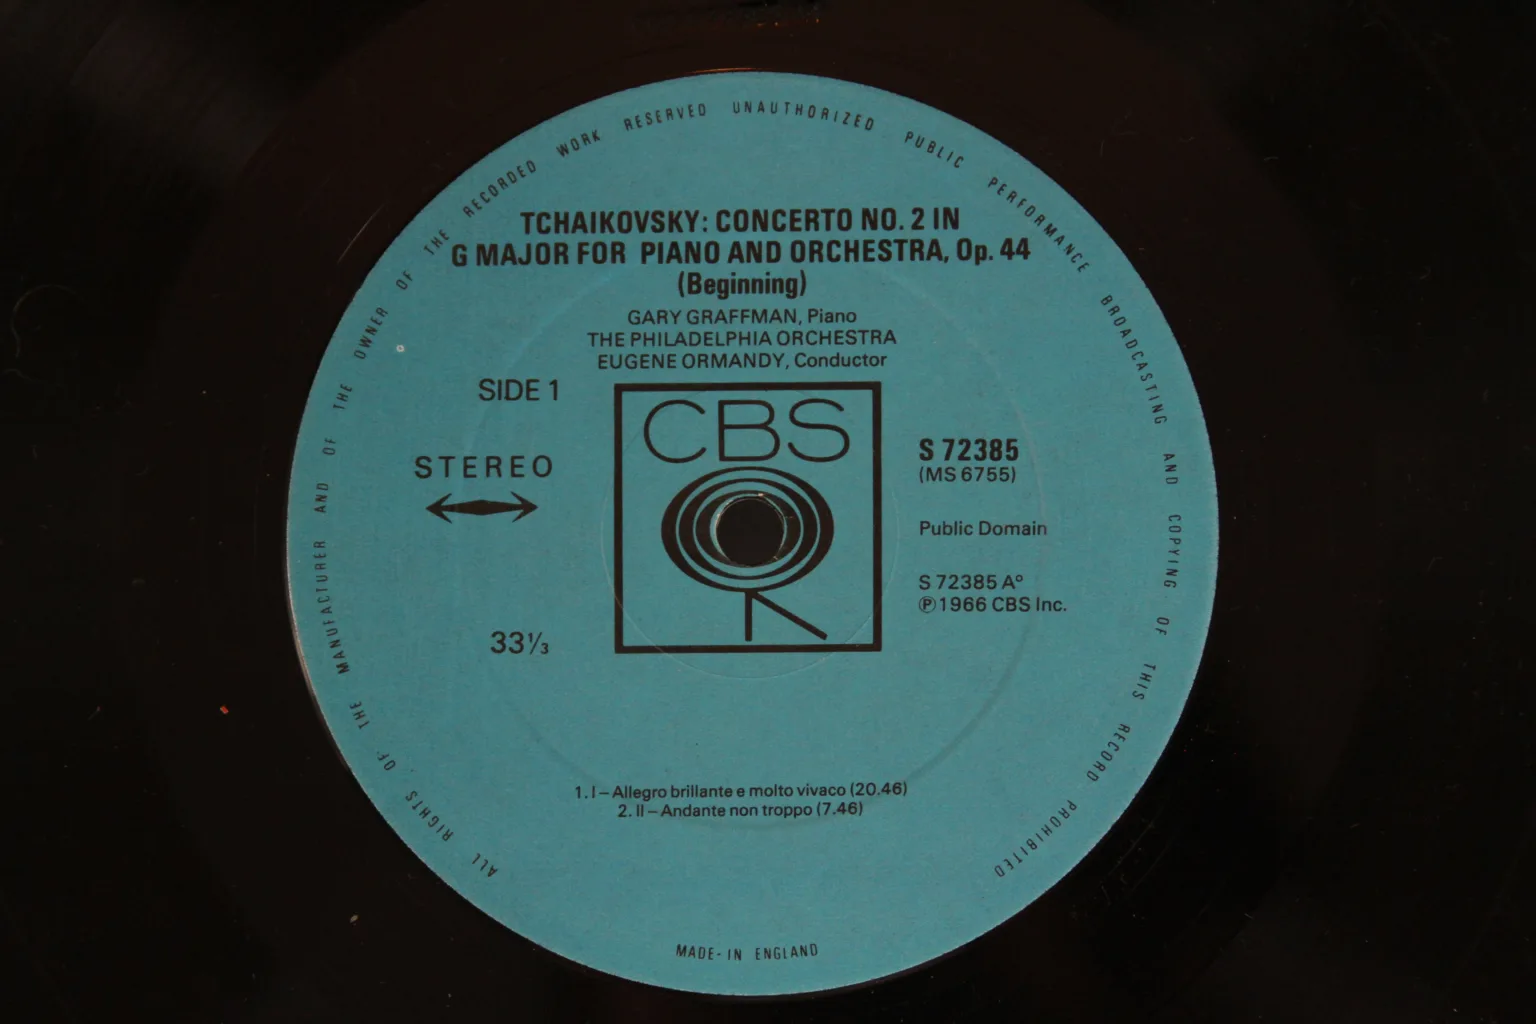 ALL RIGHTS OF THE MANUFACTURER AND OF THE OWNER OF THE RECORDED WORK RESERVED UNAUTHORIZED PUBLIC PERFORMANCE BROADCASTING AND COPYING OF THIS RECORD PROHIBITED
TCHAIKOVSKY: CONCERTO NO. 2 IN
G MAJOR FOR PIANO AND ORCHESTRA, Op. 44
(Beginning)
GARY GRAFFMAN, Piano
THE PHILADELPHIA ORCHESTRA
EUGENE ORMANDY, Conductor
SIDE 1
STEREO
33⅓
CBS
S 72385
(MS 6755)
Public Domain
S 72385 Aº
℗ 1966 CBS Inc.
1. I – Allegro brillante e molto vivaco (20.46)
2. II – Andante non troppo (7.46)
MADE- IN ENGLAND